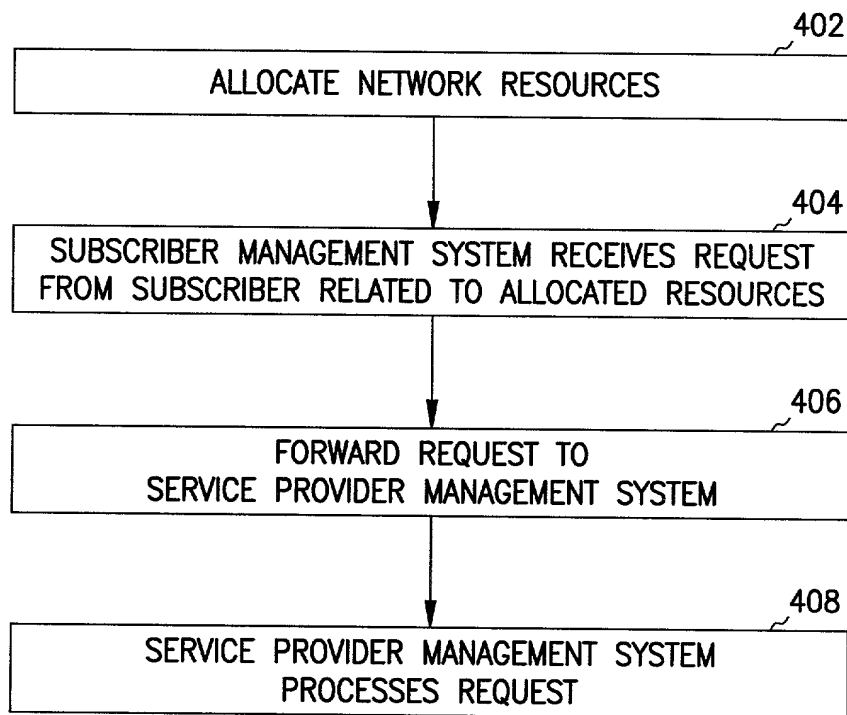 402
ALLOCATE NETWORK RESOURCES
404
SUBSCRIBER MANAGEMENT SYSTEM RECEIVES REQUEST
FROM SUBSCRIBER RELATED TO ALLOCATED RESOURCES
406
FORWARD REQUEST TO
SERVICE PROVIDER MANAGEMENT SYSTEM
408
SERVICE PROVIDER MANAGEMENT SYSTEM
PROCESSES REQUEST